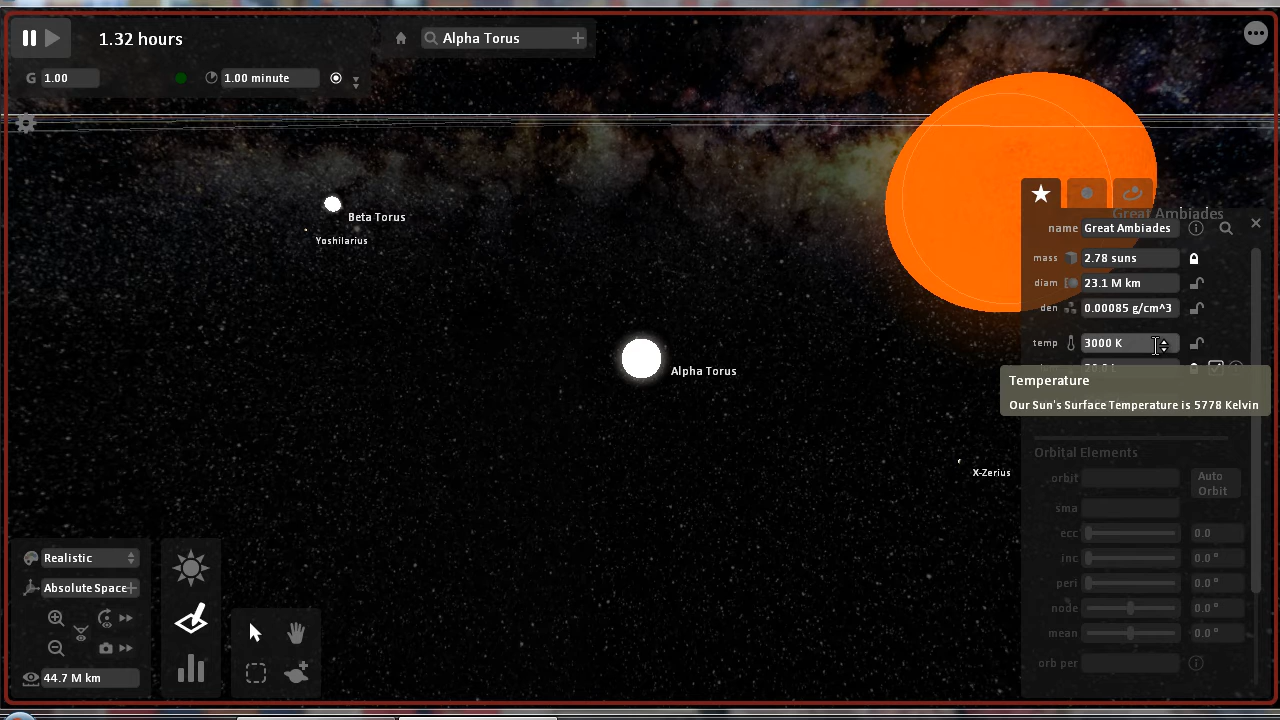 1.32 hours
Alpha Torus
G 1.00
1.00 minute
Beta Torus
Yoshilarius
Great Ambiades
name Great Ambiades
mass 2.78 suns
diam 23.1 M km
den 0.00085 g/cm^3
temp 3000 K
Alpha Torus
Temperature
Our Sun's Surface Temperature is 5778 Kelvin
Orbital Elements
X-Zerius
orbit
Auto
Orbit
sma
ecc 0.0
inc 0.0 °
peri 0.0 °
node 0.0 °
mean 0.0 °
orb per
Realistic
Absolute Space
44.7 M km